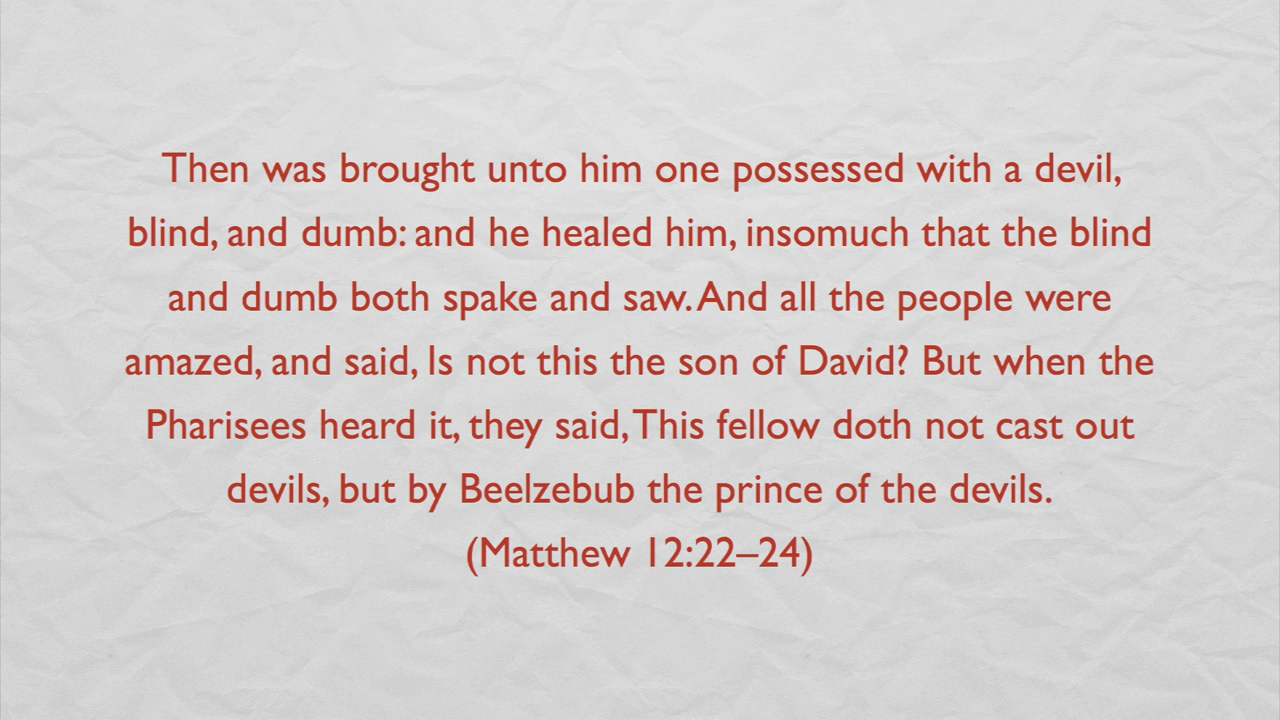 Then was brought unto him one possessed with a devil,
blind, and dumb: and he healed him, insomuch that the blind
and dumb both spake and saw. And all the people were
amazed, and said, Is not this the son of David? But when the
Pharisees heard it, they said, This fellow doth not cast out
devils, but by Beelzebub the prince of the devils.
(Matthew 12:22–24)